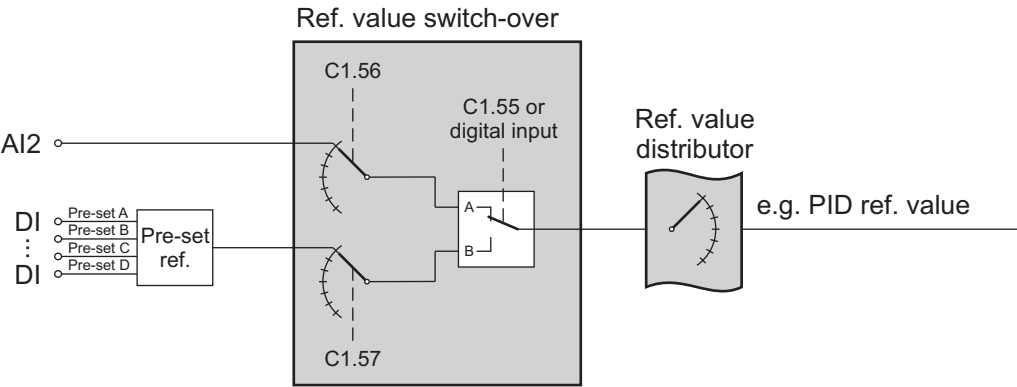 Ref. value switch-over
C1.56
C1.55 or
digital input
Ref. value
distributor
AI2
e.g. PID ref. value
A
B
DI
⋮
DI
Pre-set A
Pre-set B
Pre-set C
Pre-set D
Pre-set
ref.
C1.57